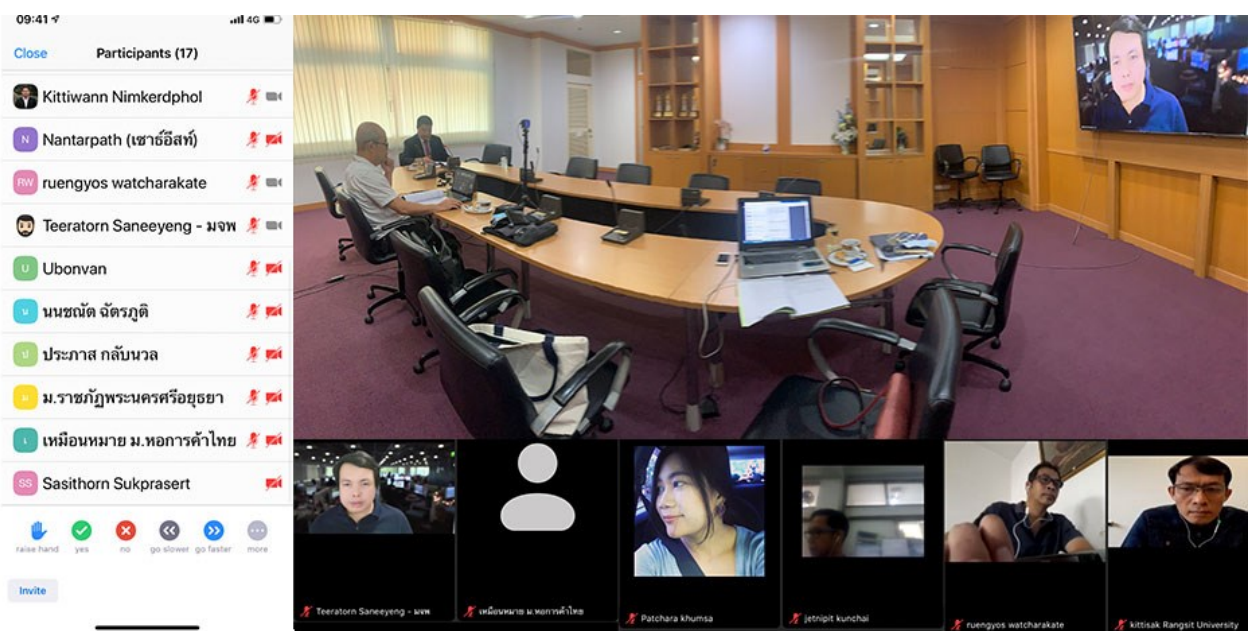 09:41
4G
Close
Participants (17)
Kittiwann Nimkerdphol
N Nantarpath (เซาธ์อีสท์)
RW ruengyos watcharakate
Teeratorn Saneeyeng - มจพ
U Ubonvan
น นนชณัต ฉัตรภูติ
ป ประภาส กลับนวล
ม ม.ราชภัฏพระนครศรีอยุธยา
เ เหมือนหมาย ม.หอการค้าไทย
SS Sasithorn Sukprasert
raise hand yes no go slower go faster more
Invite
Teeratorn Saneeyeng - มจพ
เหมือนหมาย ม.หอการค้าไทย
Patchara khumsa
jetnipit kunchai
ruengyos watcharakate
kittisak Rangsit University